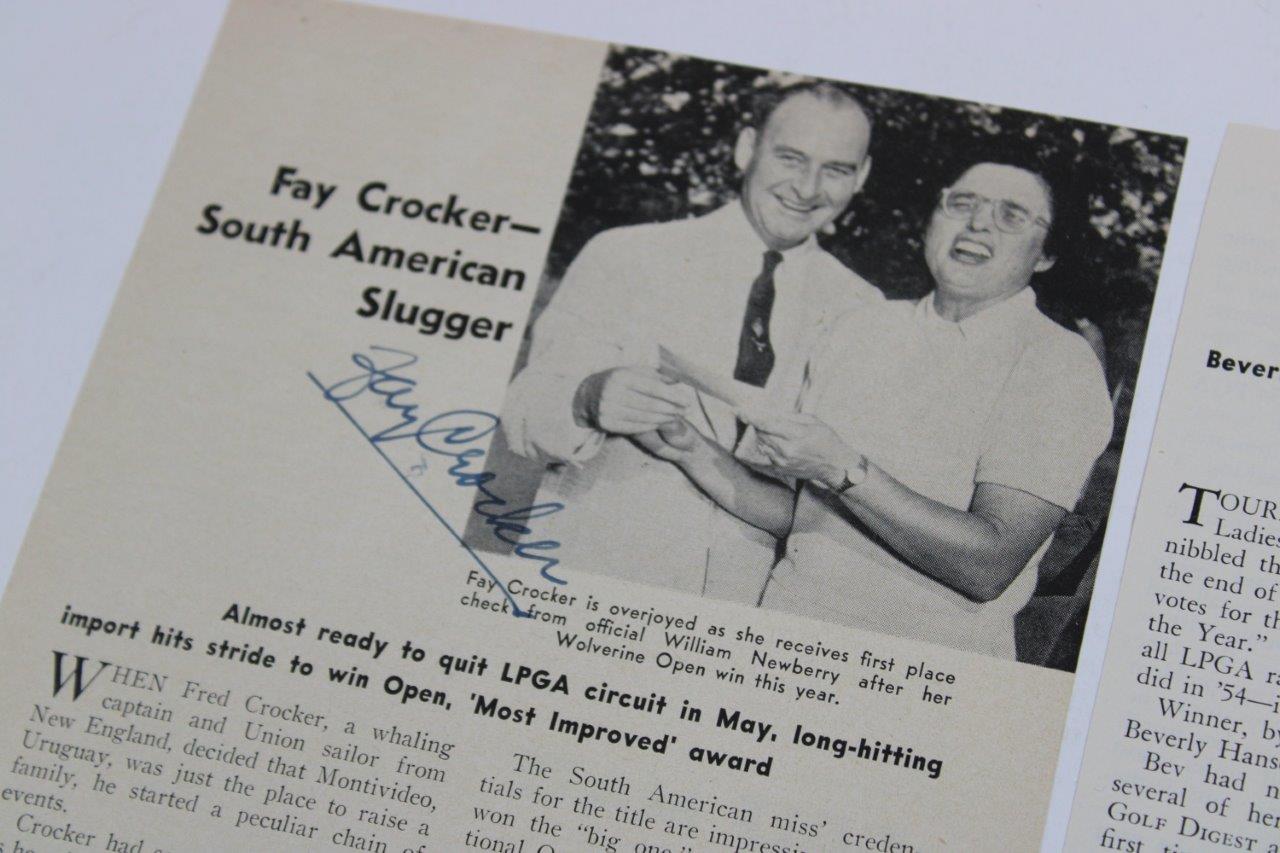 Fay Crocker—
South American
Slugger
Fay Crocker
Fay Crocker is overjoyed as she receives first place
check from official William Newberry after her
Wolverine Open win this year.
Almost ready to quit LPGA circuit in May, long-hitting
import hits stride to win Open, 'Most Improved' award
WHEN Fred Crocker, a whaling
captain and Union sailor from
New England, decided that Montivideo,
Uruguay, was just the place to raise a
family, he started a peculiar chain of
events.
Crocker had
The South American miss' creden-
tials for the title are
won the "big one"
Bever
TOUR
Ladies
nibbled th
the end of
votes for th
the Year."
all LPGA ra
did in '54—i
Winner, by
Beverly Hans
Bev had n
several of her
GOLF DIGEST a
first ti